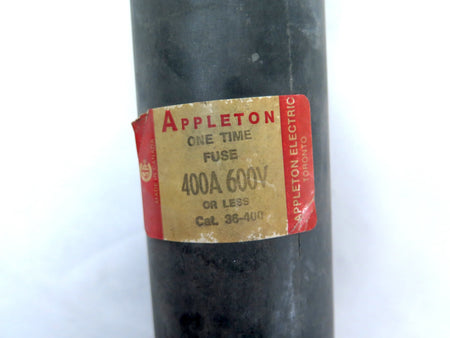 APPLETON
ONE TIME
FUSE
400A 600V
OR LESS
Cat. 36-400
APPLETON ELECTRIC
TORONTO